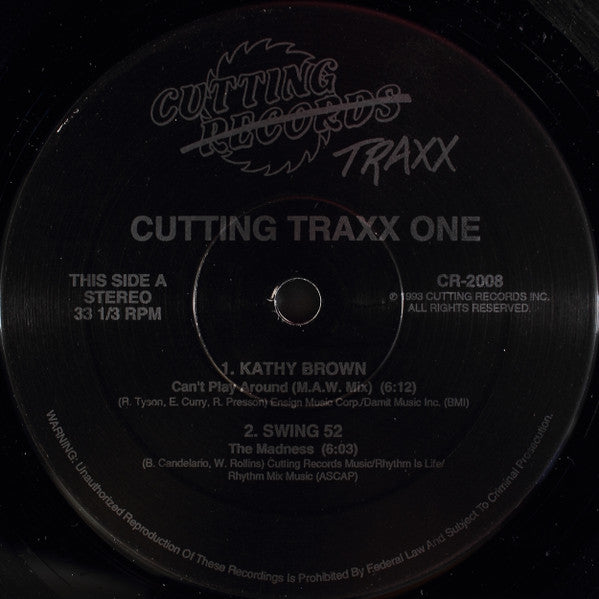 CUTTING
RECORDS
TRAXX
CUTTING TRAXX ONE
THIS SIDE A
STEREO
33 1/3 RPM
CR-2008
℗ 1993 CUTTING RECORDS INC.
ALL RIGHTS RESERVED.
1. KATHY BROWN
Can't Play Around (M.A.W. Mix) (6:12)
(R. Tyson, E. Curry, R. Presson) Ensign Music Corp./Damit Music Inc. (BMI)
2. SWING 52
The Madness (6:03)
(B. Candelario, W. Rollins) Cutting Records Music/Rhythm Is Life/
Rhythm Mix Music (ASCAP)
WARNING: Unauthorized Reproduction Of These Recordings Is Prohibited By Federal Law And Subject To Criminal Prosecution.